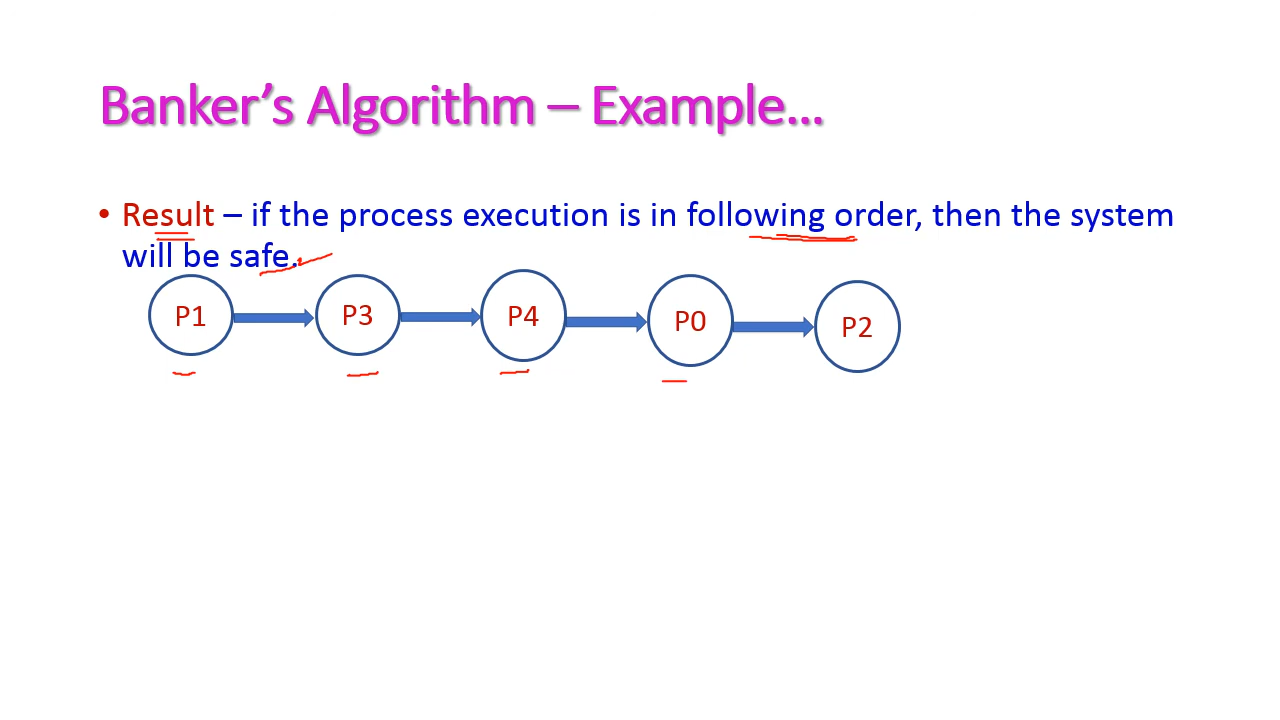 Banker’s Algorithm – Example…
• Result – if the process execution is in following order, then the system
will be safe.
P1 P3 P4 P0 P2